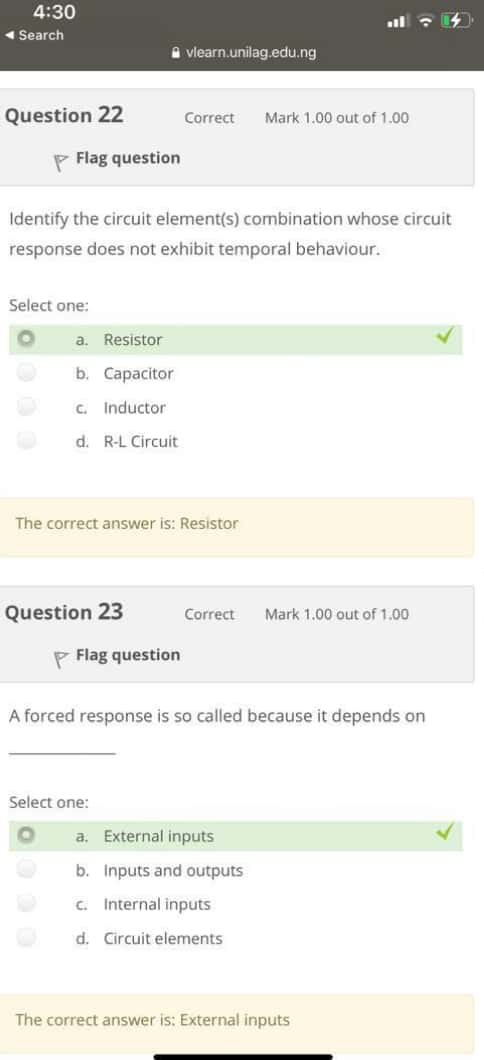 4:30
◀ Search
vlearn.unilag.edu.ng
Question 22 Correct Mark 1.00 out of 1.00
Flag question
Identify the circuit element(s) combination whose circuit
response does not exhibit temporal behaviour.
Select one:
a. Resistor
b. Capacitor
c. Inductor
d. R-L Circuit
The correct answer is: Resistor
Question 23 Correct Mark 1.00 out of 1.00
Flag question
A forced response is so called because it depends on
____________
Select one:
a. External inputs
b. Inputs and outputs
c. Internal inputs
d. Circuit elements
The correct answer is: External inputs